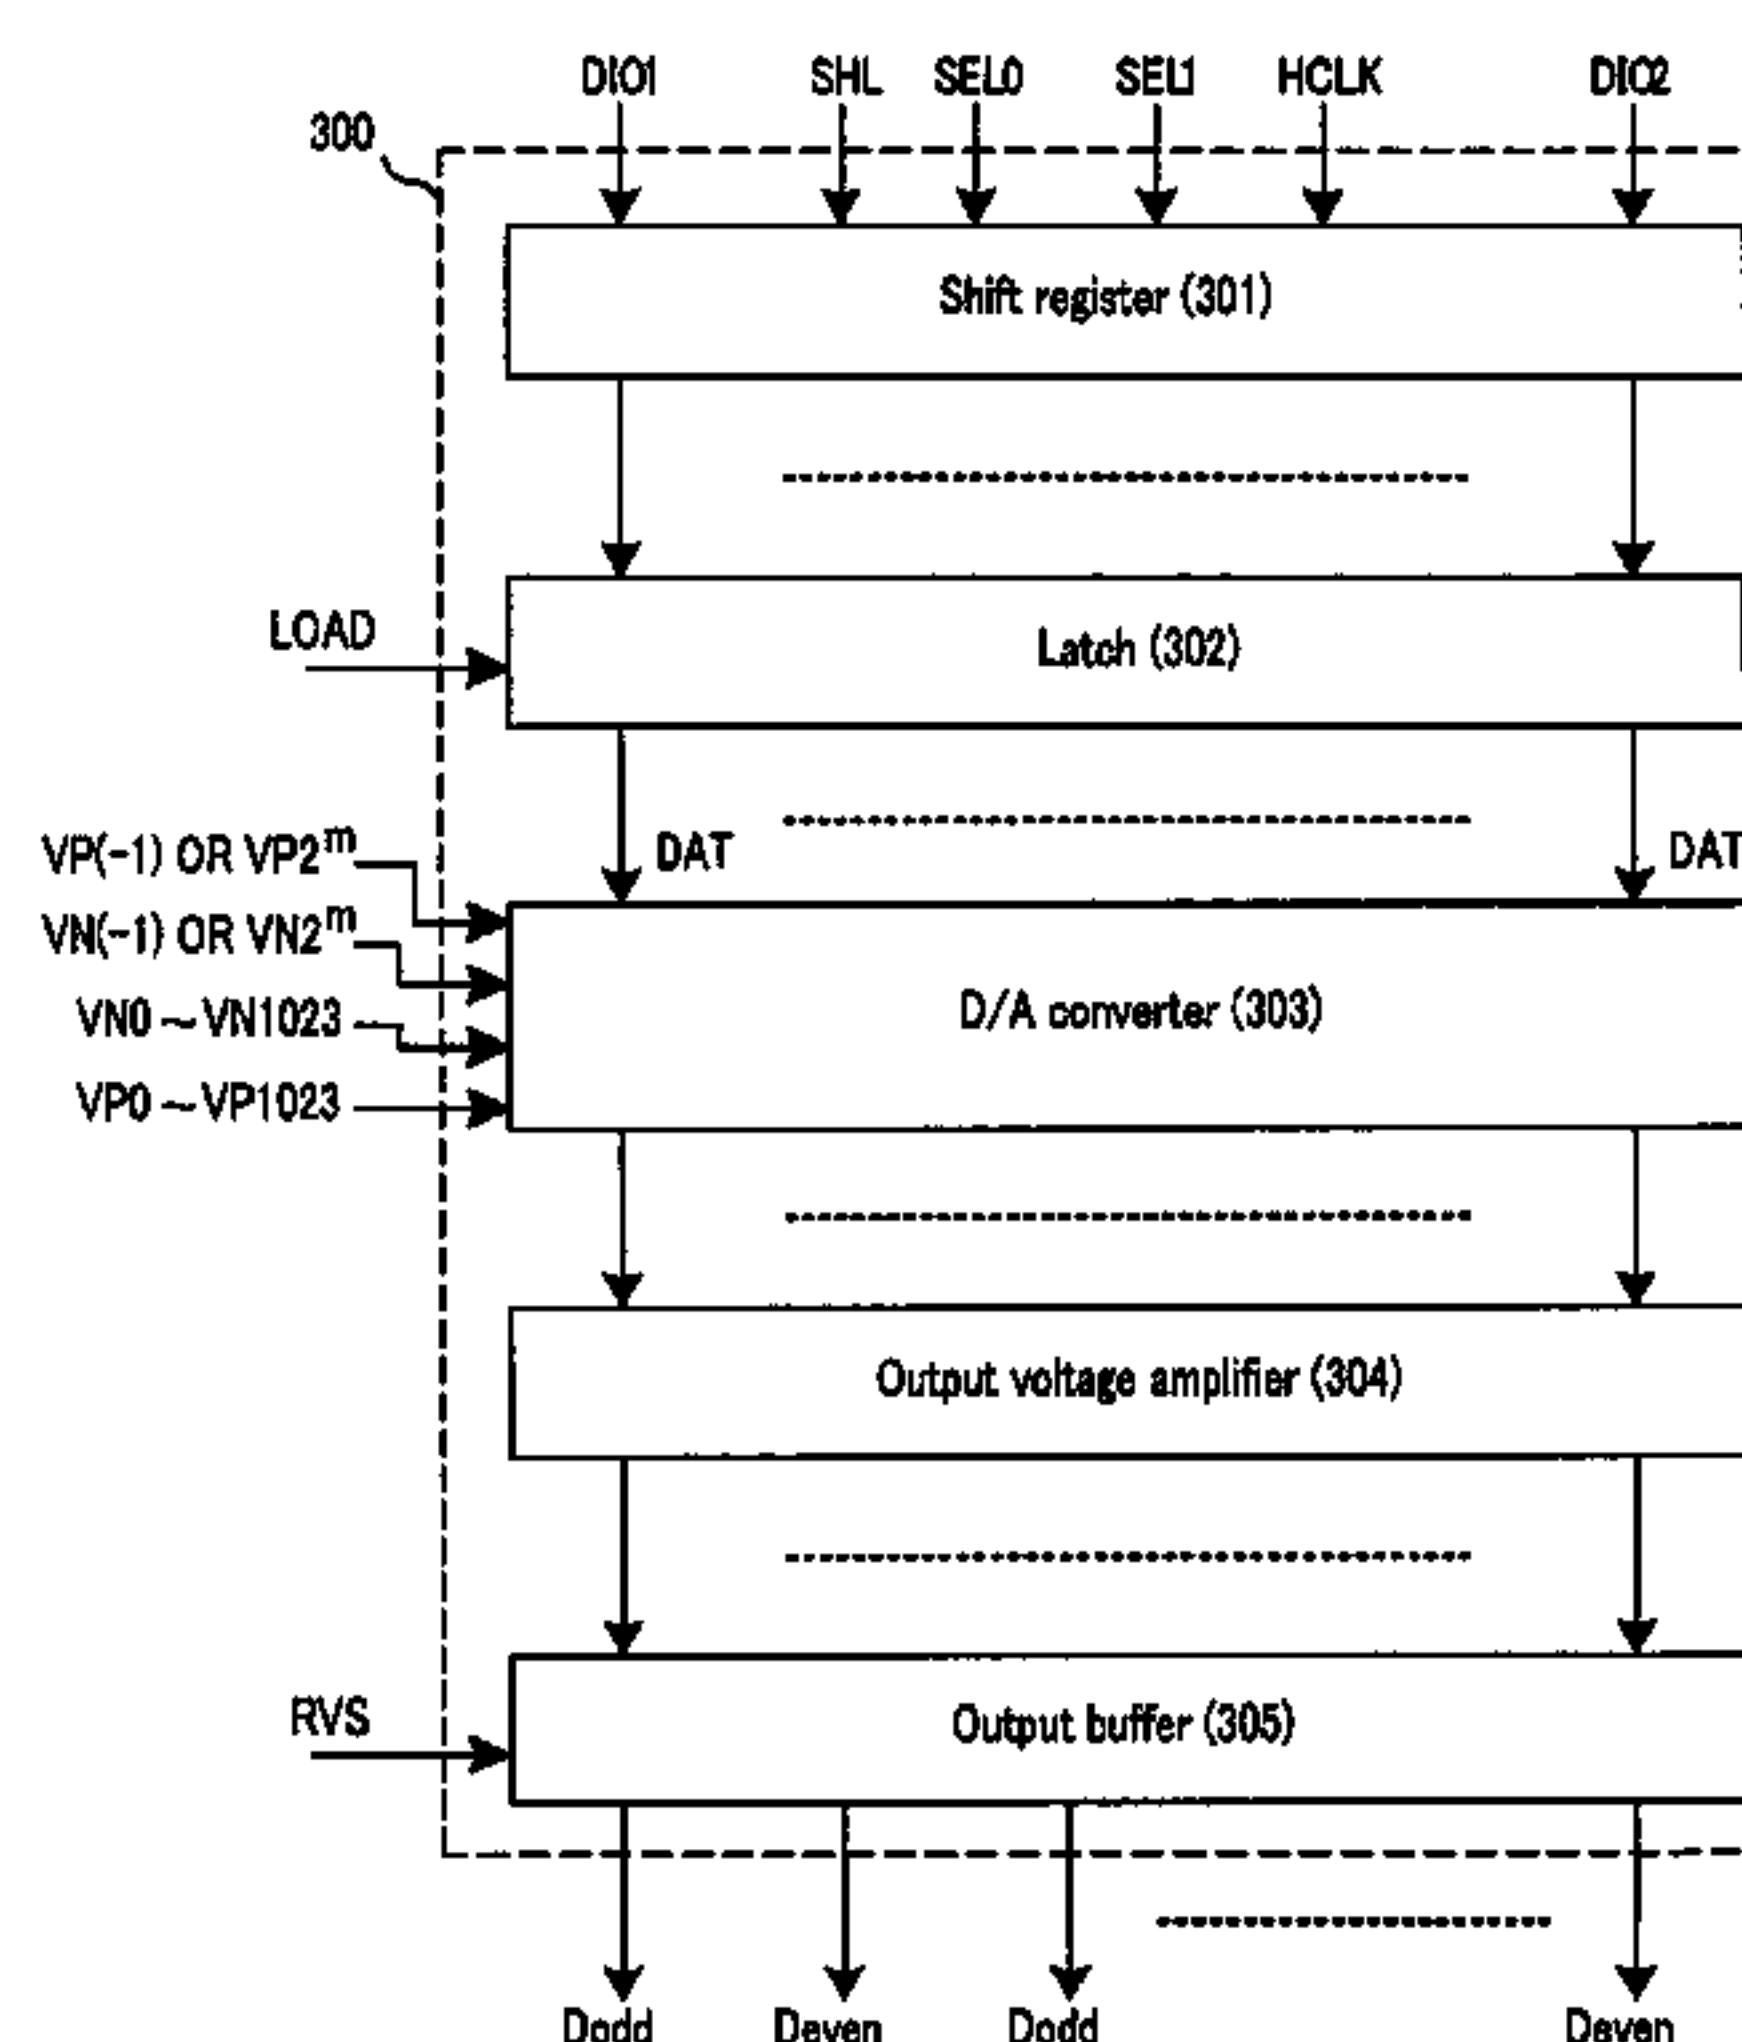 DIO1 SHL SEL0 SEL1 HCLK DIO2
300
Shift register (301)
LOAD
Latch (302)
VP(-1) OR VP2^m
DAT
DAT
VN(-1) OR VN2^m
VN0 ~ VN1023
D/A converter (303)
VP0 ~ VP1023
Output voltage amplifier (304)
RVS
Output buffer (305)
Dodd Deven Dodd Deven